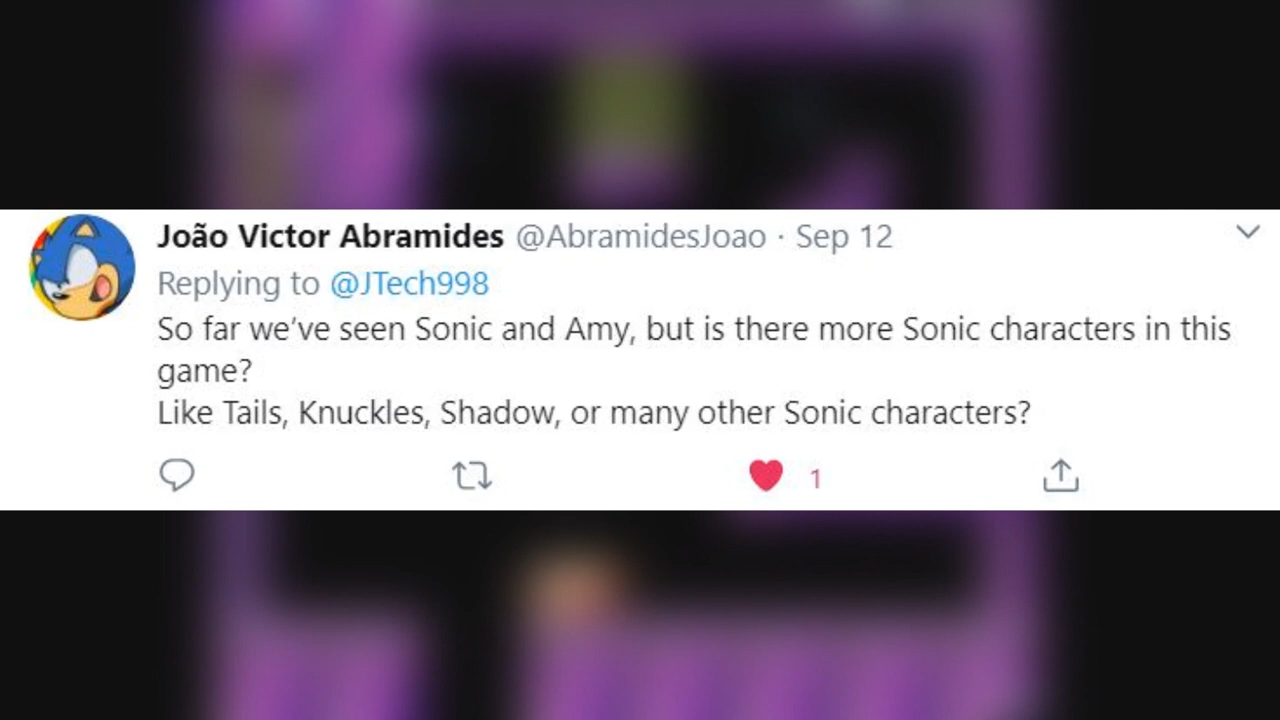 João Victor Abramides @AbramidesJoao · Sep 12
Replying to @JTech998
So far we’ve seen Sonic and Amy, but is there more Sonic characters in this
game?
Like Tails, Knuckles, Shadow, or many other Sonic characters?
1